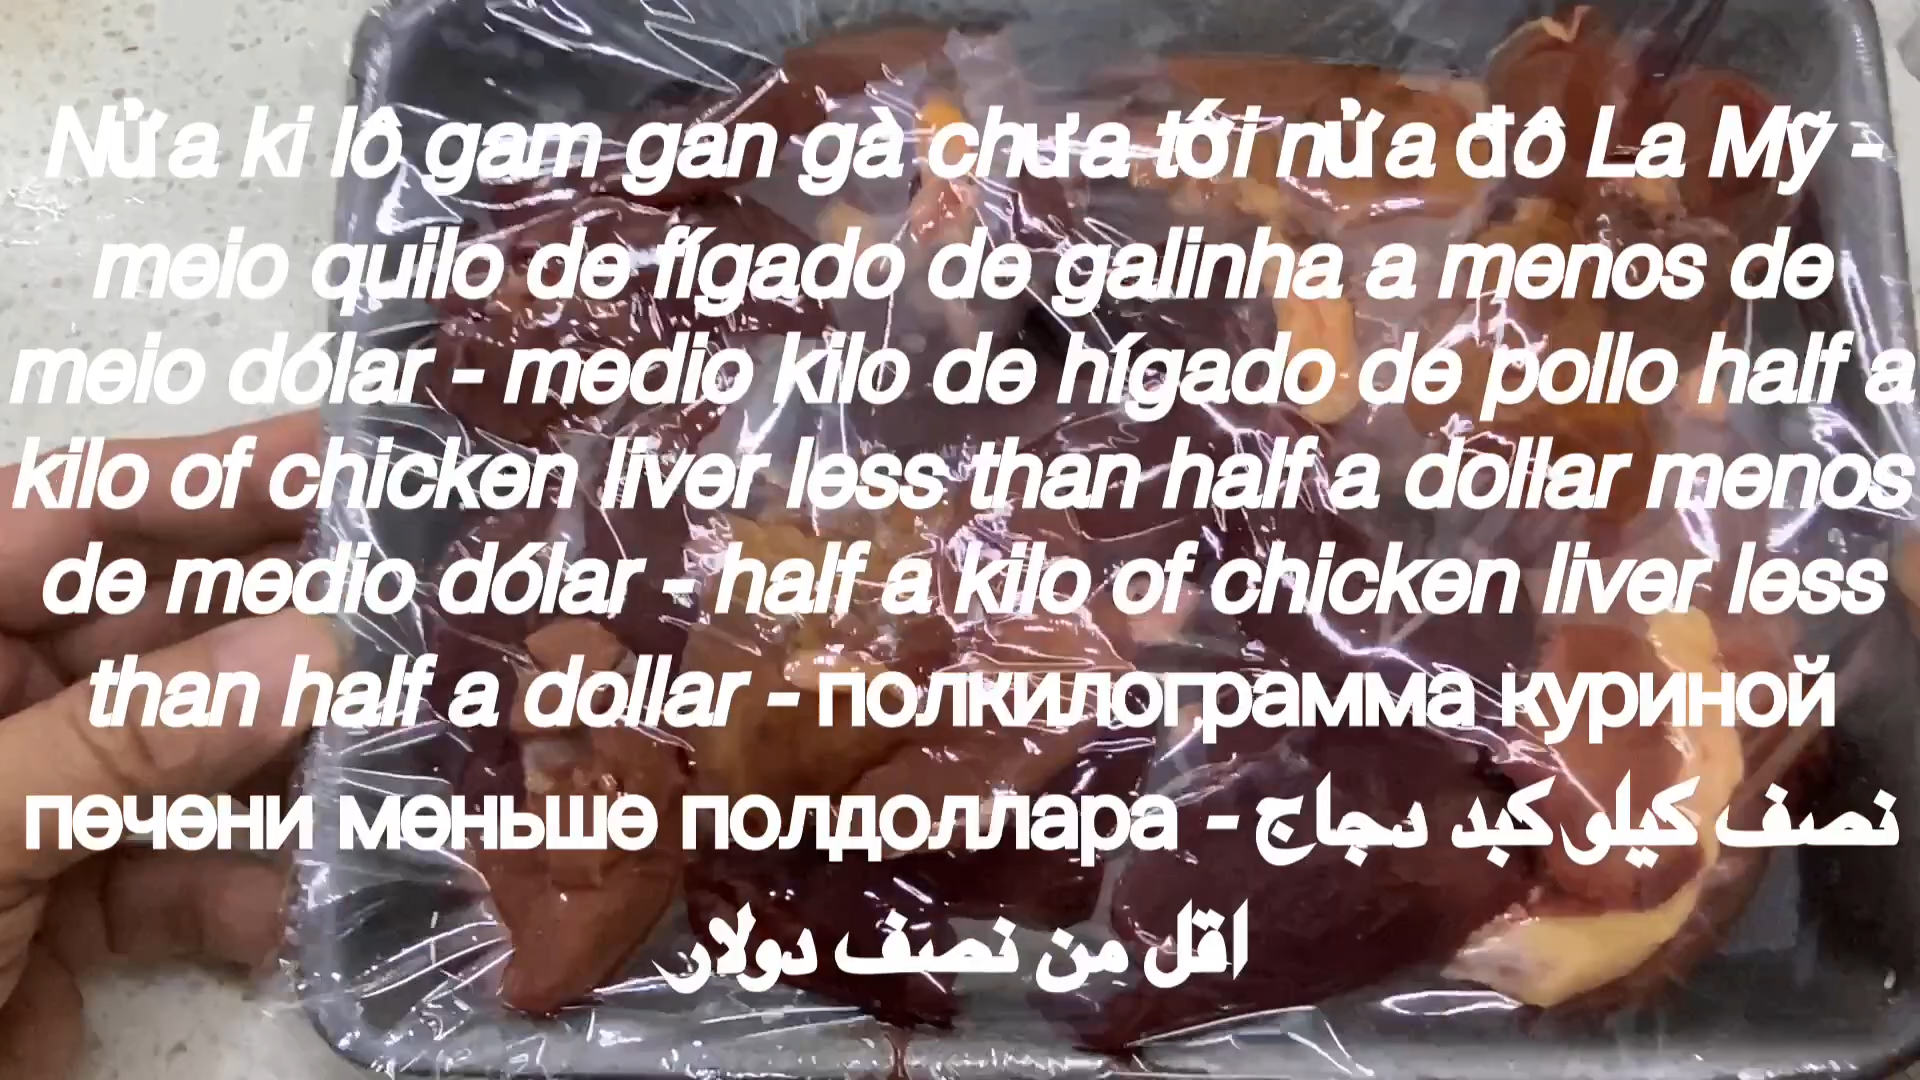 Nửa ki lô gam gan gà chưa tới nửa đô La Mỹ -
meio quilo de fígado de galinha a menos de
meio dólar - medio kilo de hígado de pollo half a
kilo of chicken liver less than half a dollar menos
de medio dólar - half a kilo of chicken liver less
than half a dollar - полкилограмма куриной
печени меньше полдоллара - نصف كيلو كبد دجاج
اقل من نصف دولار